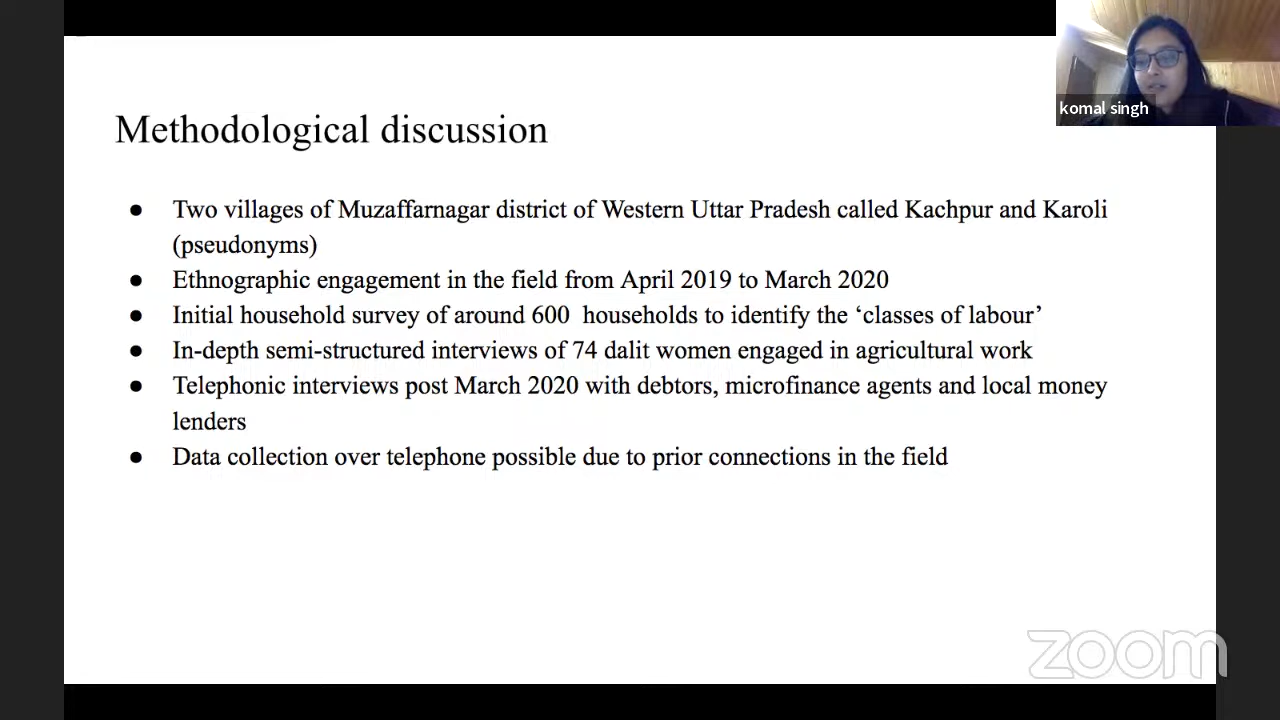 komal singh
Methodological discussion
● Two villages of Muzaffarnagar district of Western Uttar Pradesh called Kachpur and Karoli
(pseudonyms)
● Ethnographic engagement in the field from April 2019 to March 2020
● Initial household survey of around 600 households to identify the ‘classes of labour’
● In-depth semi-structured interviews of 74 dalit women engaged in agricultural work
● Telephonic interviews post March 2020 with debtors, microfinance agents and local money
lenders
● Data collection over telephone possible due to prior connections in the field
zoom